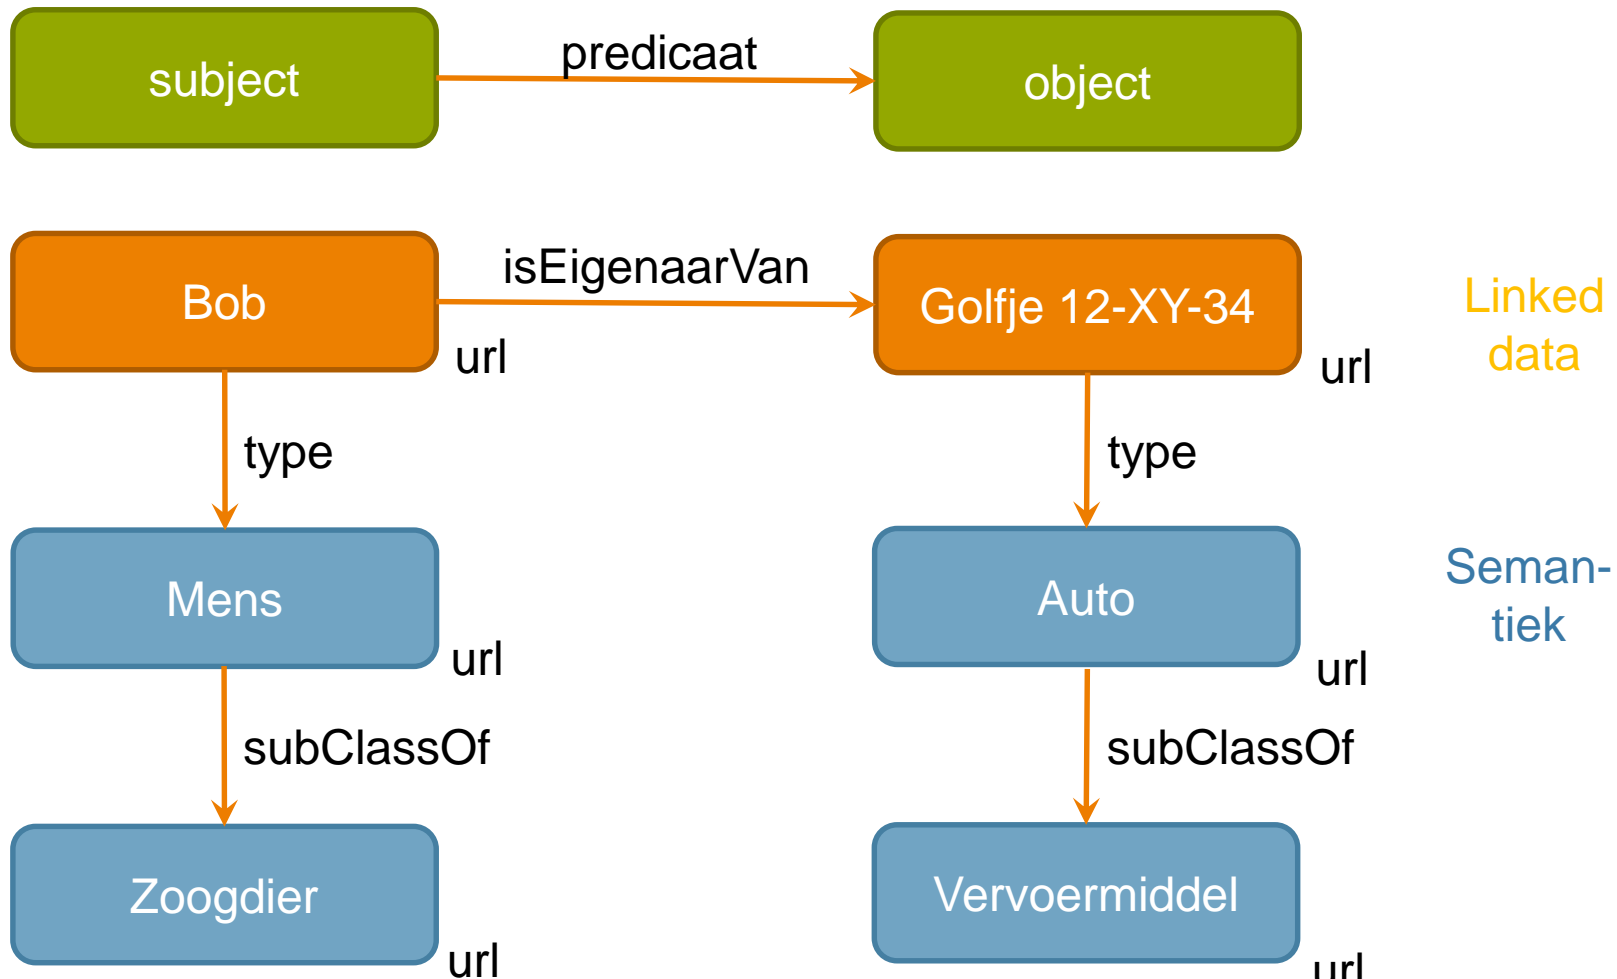 subject
predicaat
object
Bob
isEigenaarVan
Golfje 12-XY-34
Linked
data
url
url
type
type
Mens
Auto
Seman-
tiek
url
url
subClassOf
subClassOf
Zoogdier
Vervoermiddel
url
url